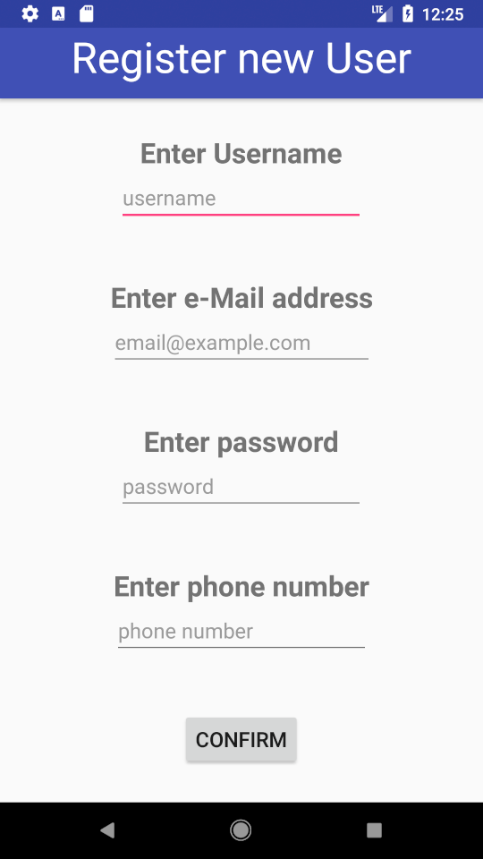 LTE 12:25
Register new User
Enter Username
username
Enter e-Mail address
email@example.com
Enter password
password
Enter phone number
phone number
CONFIRM